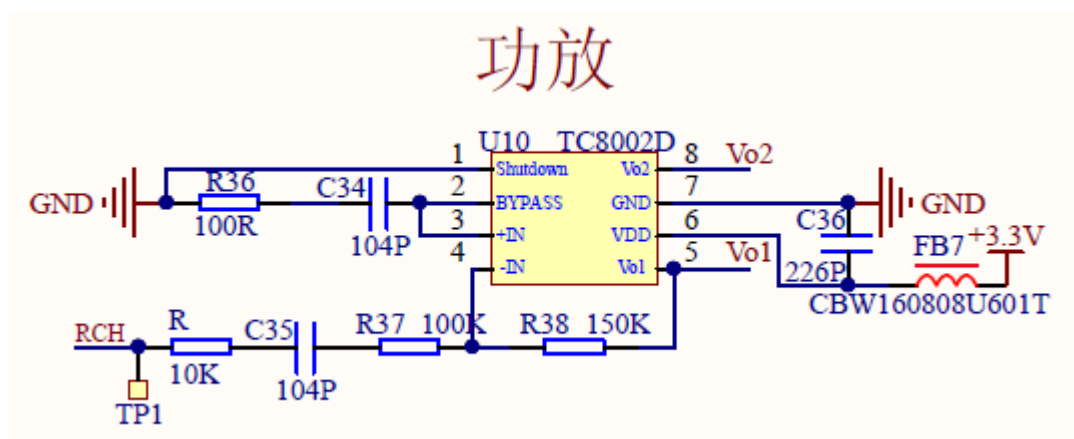 功放
U10 TC8002D
1 Shutdown Vo2 8 Vo2
GND R36 C34 2 BYPASS GND 7 C36 GND
100R 104P 3 +IN VDD 6 FB7 +3.3V
4 -IN Vo1 5 Vo1 226P
CBW160808U601T
RCH R C35 R37 100K R38 150K
10K 104P
TP1